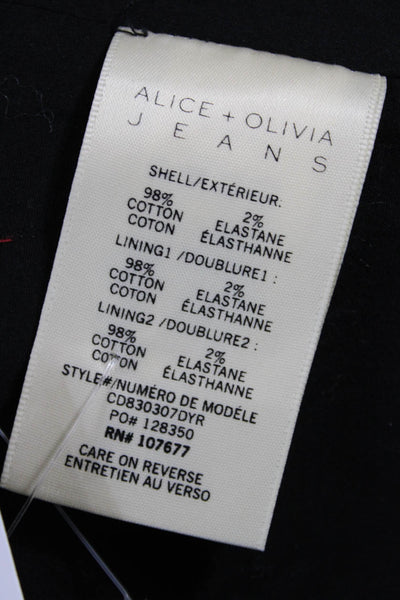 ALICE + OLIVIA
JEANS
SHELL/EXTÉRIEUR:
98% 2%
COTTON ELASTANE
COTON ÉLASTHANNE
LINING1 /DOUBLURE1 :
98% 2%
COTTON ELASTANE
COTON ÉLASTHANNE
LINING2 /DOUBLURE2 :
98% 2%
COTTON ELASTANE
COTON ÉLASTHANNE
STYLE#/NUMÉRO DE MODÉLE
CD830307DYR
PO# 128350
RN# 107677
CARE ON REVERSE
ENTRETIEN AU VERSO